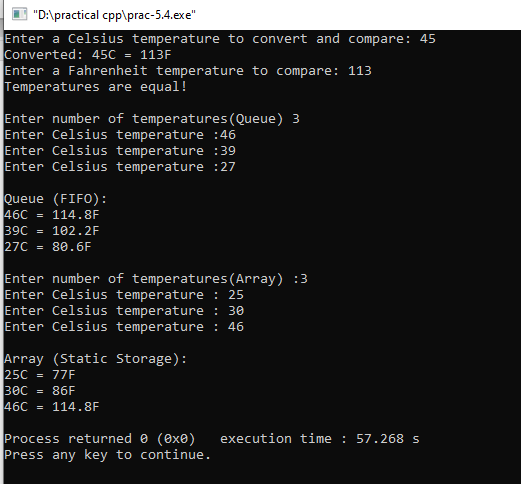 "D:\practical cpp\prac-5.4.exe"
Enter a Celsius temperature to convert and compare: 45
Converted: 45C = 113F
Enter a Fahrenheit temperature to compare: 113
Temperatures are equal!
Enter number of temperatures(Queue) 3
Enter Celsius temperature :46
Enter Celsius temperature :39
Enter Celsius temperature :27
Queue (FIFO):
46C = 114.8F
39C = 102.2F
27C = 80.6F
Enter number of temperatures(Array) :3
Enter Celsius temperature : 25
Enter Celsius temperature : 30
Enter Celsius temperature : 46
Array (Static Storage):
25C = 77F
30C = 86F
46C = 114.8F
Process returned 0 (0x0)   execution time : 57.268 s
Press any key to continue.